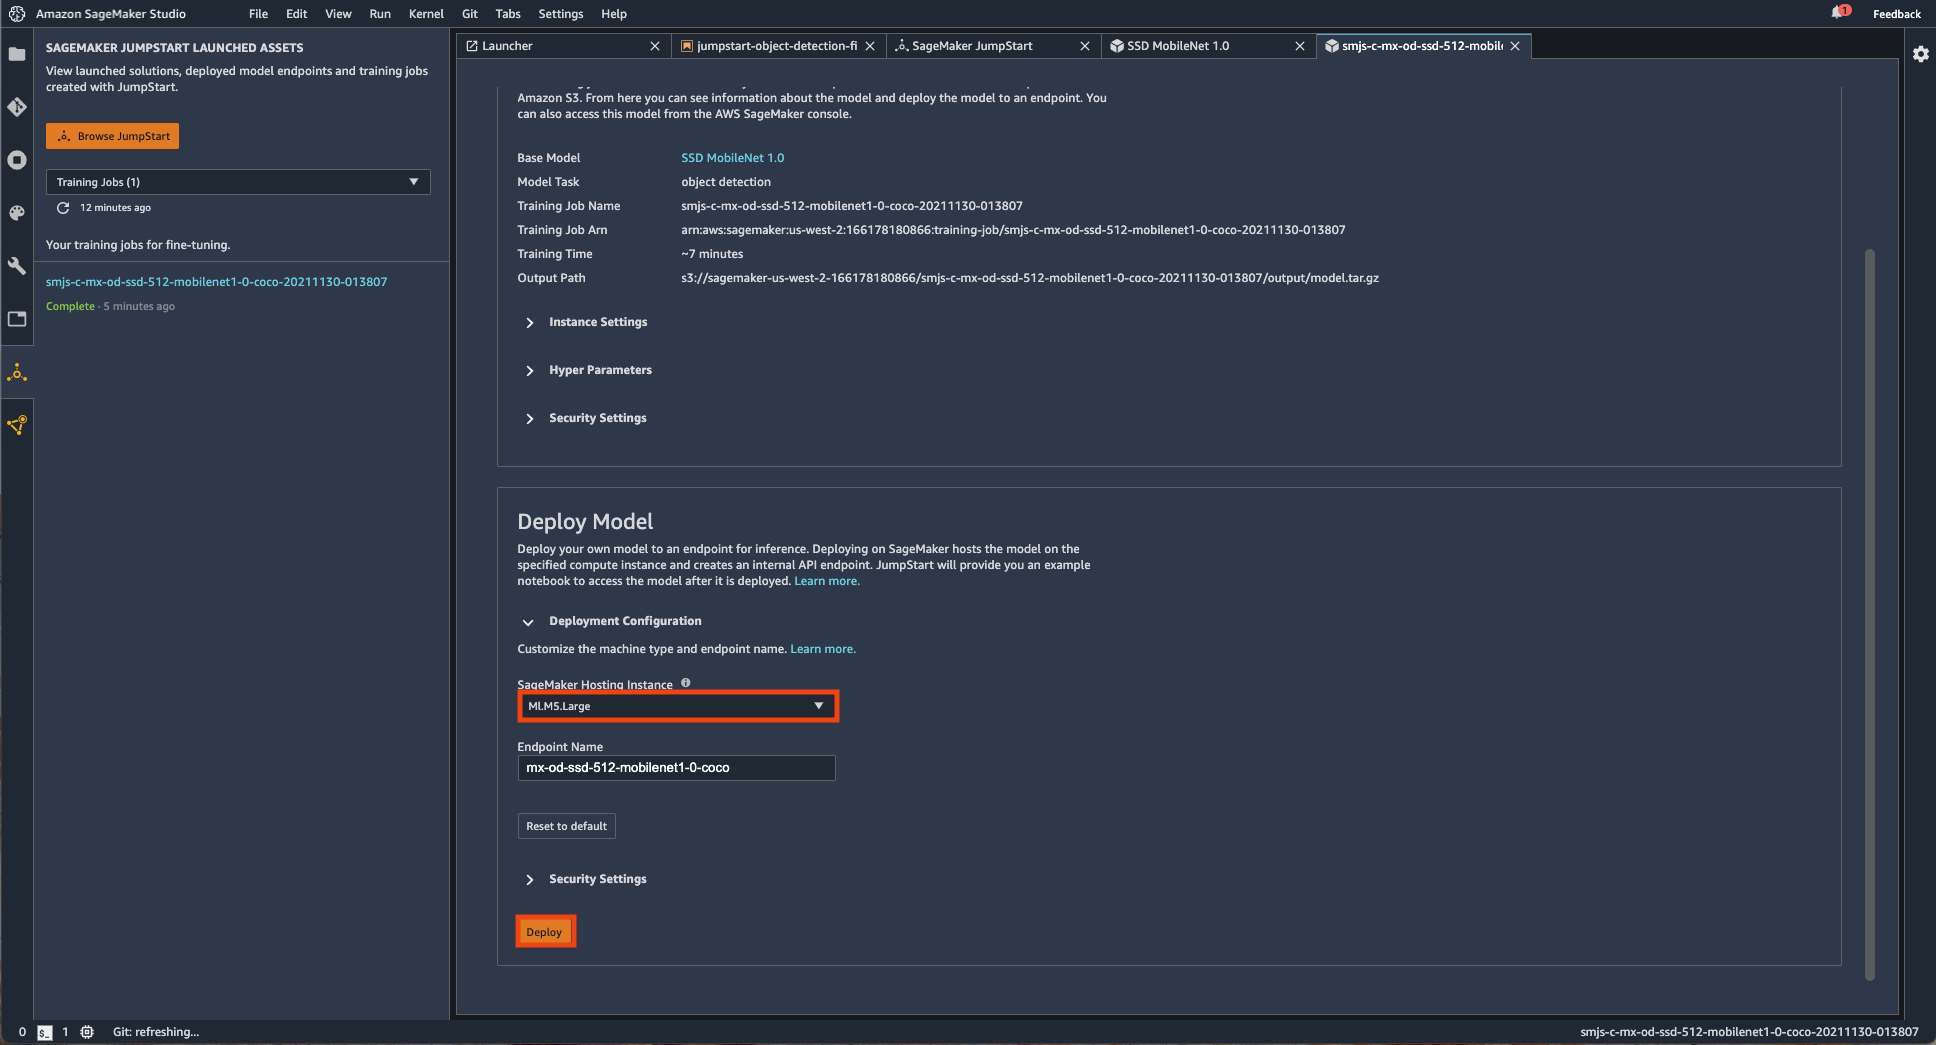 Amazon SageMaker Studio
File Edit View Run Kernel Git Tabs Settings Help
1
Feedback
SAGEMAKER JUMPSTART LAUNCHED ASSETS
View launched solutions, deployed model endpoints and training jobs
created with JumpStart.
Browse JumpStart
Training Jobs (1)
12 minutes ago
Your training jobs for fine-tuning.
smjs-c-mx-od-ssd-512-mobilenet1-0-coco-20211130-013807
Complete · 5 minutes ago
Launcher
jumpstart-object-detection-fi
SageMaker JumpStart
SSD MobileNet 1.0
smjs-c-mx-od-ssd-512-mobile
Amazon S3. From here you can see information about the model and deploy the model to an endpoint. You
can also access this model from the AWS SageMaker console.
Base Model SSD MobileNet 1.0
Model Task object detection
Training Job Name smjs-c-mx-od-ssd-512-mobilenet1-0-coco-20211130-013807
Training Job Arn arn:aws:sagemaker:us-west-2:166178180866:training-job/smjs-c-mx-od-ssd-512-mobilenet1-0-coco-20211130-013807
Training Time ~7 minutes
Output Path s3://sagemaker-us-west-2-166178180866/smjs-c-mx-od-ssd-512-mobilenet1-0-coco-20211130-013807/output/model.tar.gz
Instance Settings
Hyper Parameters
Security Settings
Deploy Model
Deploy your own model to an endpoint for inference. Deploying on SageMaker hosts the model on the
specified compute instance and creates an internal API endpoint. JumpStart will provide you an example
notebook to access the model after it is deployed. Learn more.
Deployment Configuration
Customize the machine type and endpoint name. Learn more.
SageMaker Hosting Instance
Ml.M5.Large
Endpoint Name
mx-od-ssd-512-mobilenet1-0-coco
Reset to default
Security Settings
Deploy
0 $_ 1 Git: refreshing...
smjs-c-mx-od-ssd-512-mobilenet1-0-coco-20211130-013807